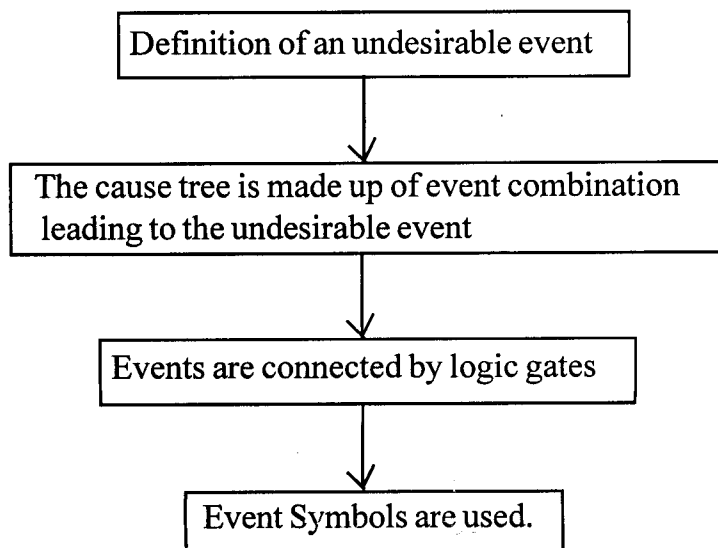 Definition of an undesirable event
The cause tree is made up of event combination
leading to the undesirable event
Events are connected by logic gates
Event Symbols are used.